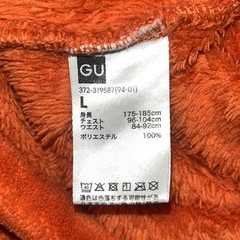 GU
372-319587(94-01)
L
身長 175-185cm
チェスト 96-104cm
ウエスト 84-92cm
ポリエステル 100%